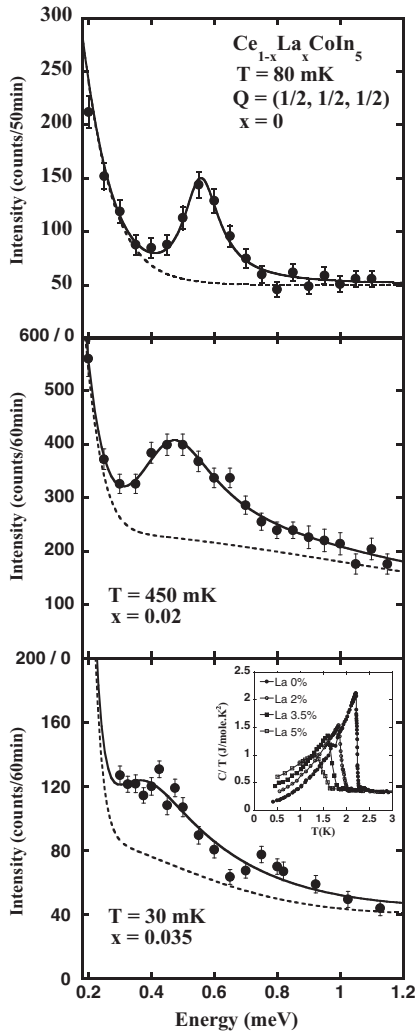 300
Ce1-xLaxCoIn5
T = 80 mK
Q = (1/2, 1/2, 1/2)
x = 0
250
200
150
100
50
Intensity (counts/50min)
600 / 0
500
400
300
200
100
Intensity (counts/60min)
T = 450 mK
x = 0.02
200 / 0
160
120
80
40
0
Intensity (counts/60min)
T = 30 mK
x = 0.035
2.5
2
1.5
1
0.5
0
C/T (J/mole.K2)
La 0%
La 2%
La 3.5%
La 5%
0 0.5 1 1.5 2 2.5 3
T(K)
0.2 0.4 0.6 0.8 1 1.2
Energy (meV)